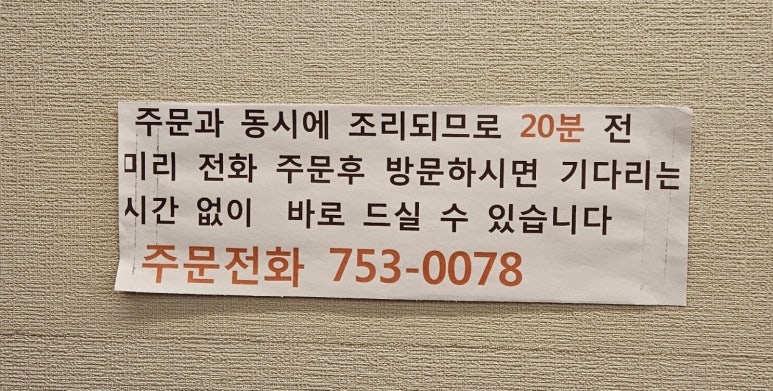 주문과 동시에 조리되므로 20분 전
미리 전화 주문후 방문하시면 기다리는
시간 없이 바로 드실 수 있습니다
주문전화 753-0078